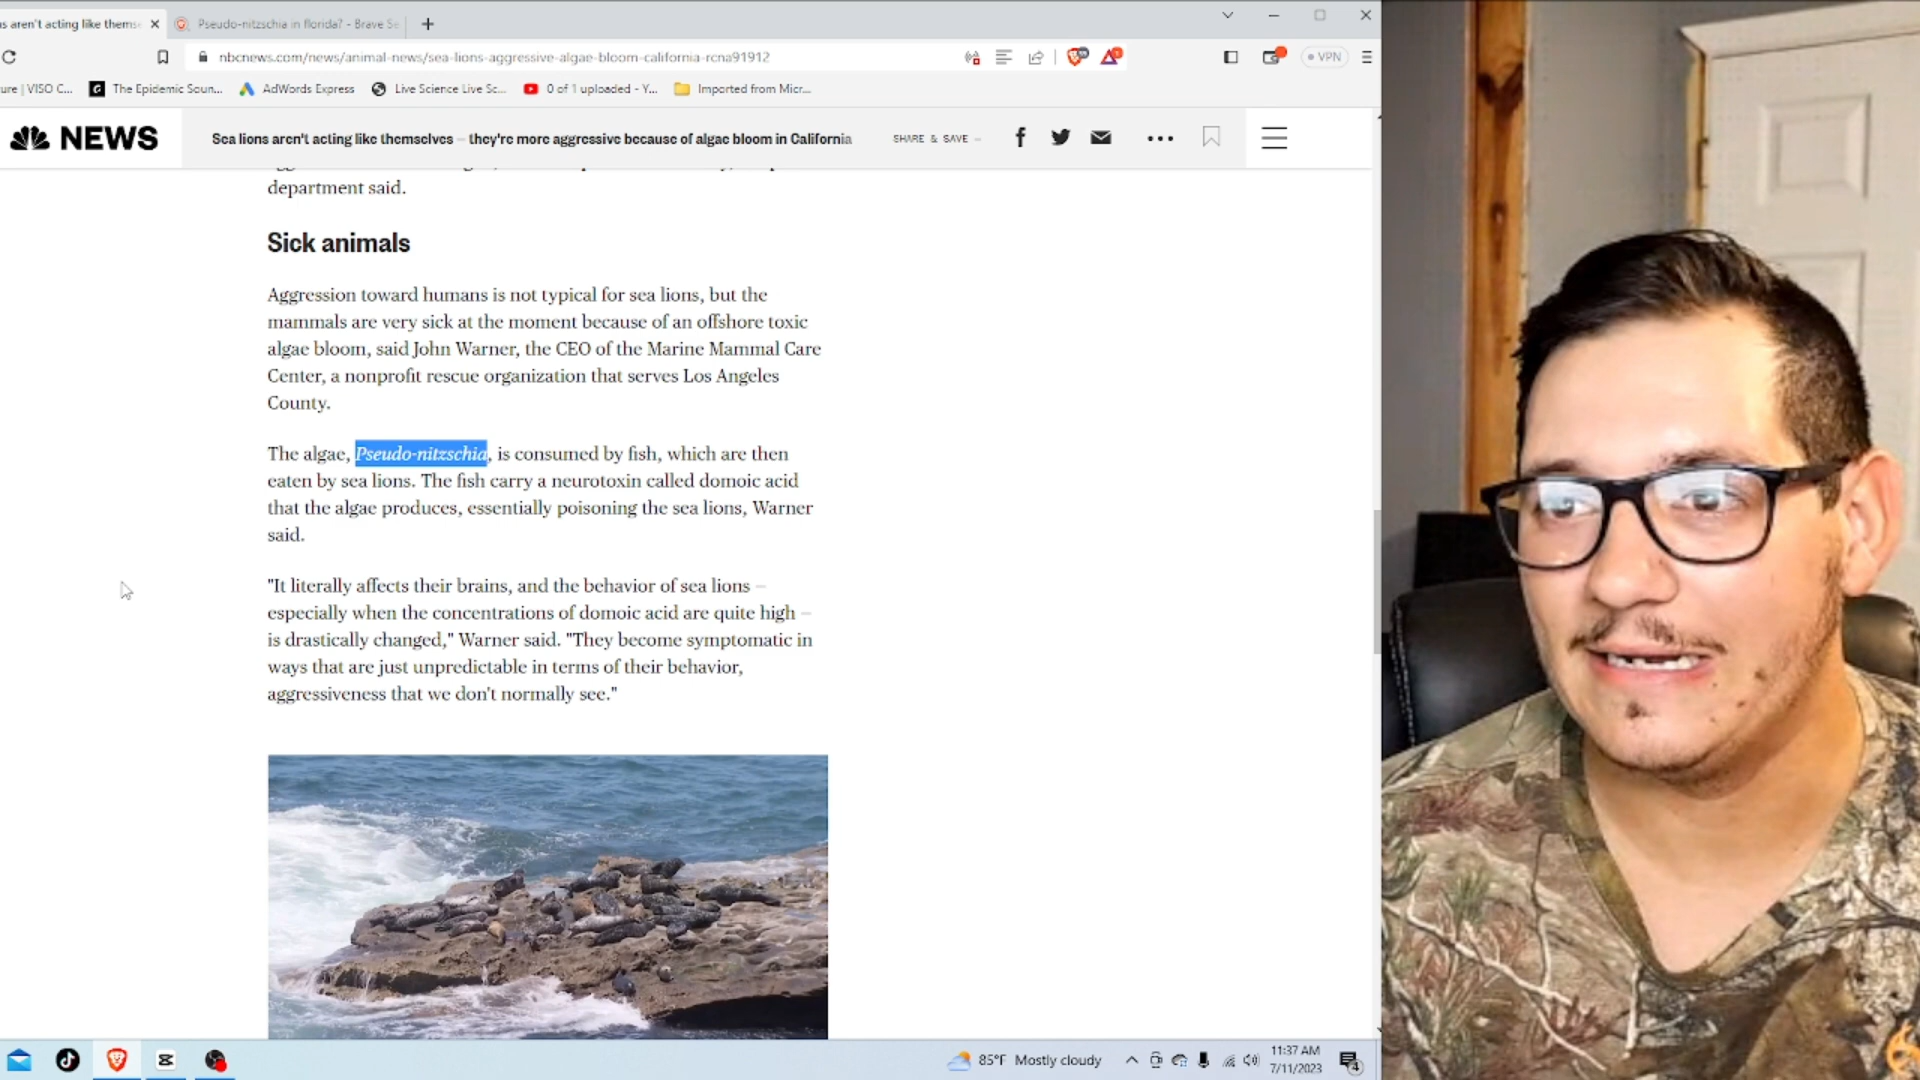 s aren't acting like thems
Pseudo-nitzschia in florida? - Brave Se
nbcnews.com/news/animal-news/sea-lions-aggressive-algae-bloom-california-rcna91912
VPN
ure | VISO C...
The Epidemic Soun...
AdWords Express
Live Science Live Sc...
0 of 1 uploaded - Y...
Imported from Micr...
NEWS
Sea lions aren't acting like themselves – they're more aggressive because of algae bloom in California
SHARE & SAVE –
department said.
Sick animals
Aggression toward humans is not typical for sea lions, but the
mammals are very sick at the moment because of an offshore toxic
algae bloom, said John Warner, the CEO of the Marine Mammal Care
Center, a nonprofit rescue organization that serves Los Angeles
County.
The algae, Pseudo-nitzschia, is consumed by fish, which are then
eaten by sea lions. The fish carry a neurotoxin called domoic acid
that the algae produces, essentially poisoning the sea lions, Warner
said.
"It literally affects their brains, and the behavior of sea lions –
especially when the concentrations of domoic acid are quite high –
is drastically changed," Warner said. "They become symptomatic in
ways that are just unpredictable in terms of their behavior,
aggressiveness that we don't normally see."
85°F Mostly cloudy
11:37 AM
7/11/2023
4